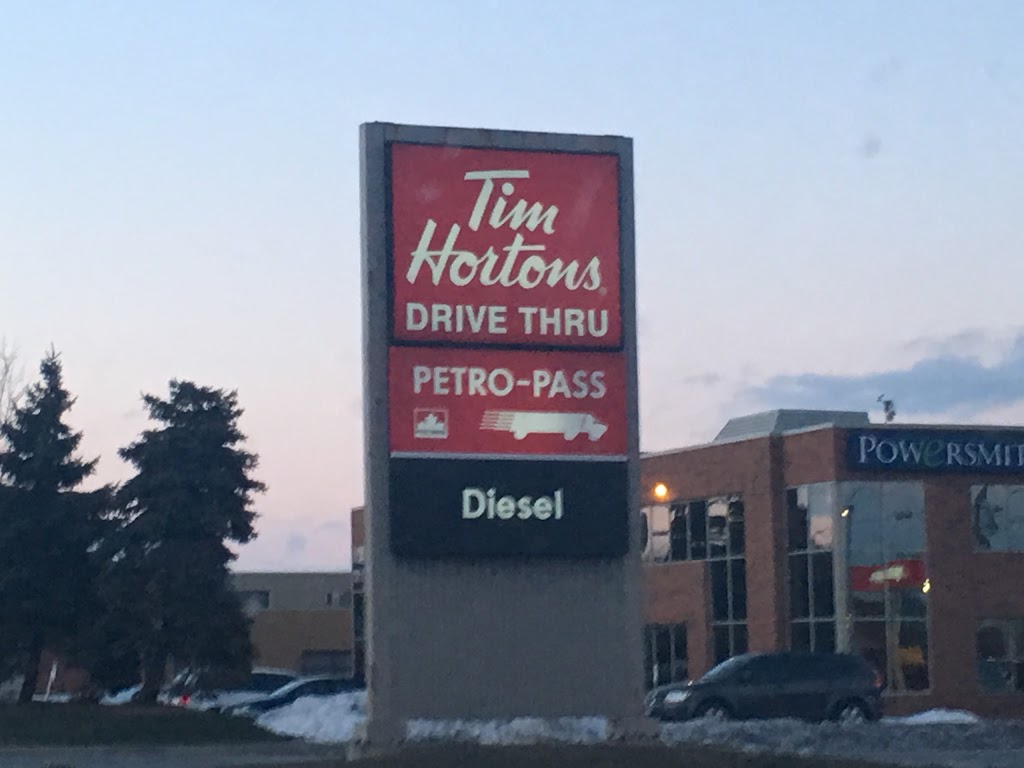 Tim
Hortons
DRIVE THRU
PETRO-PASS
Diesel
POWERSMIT